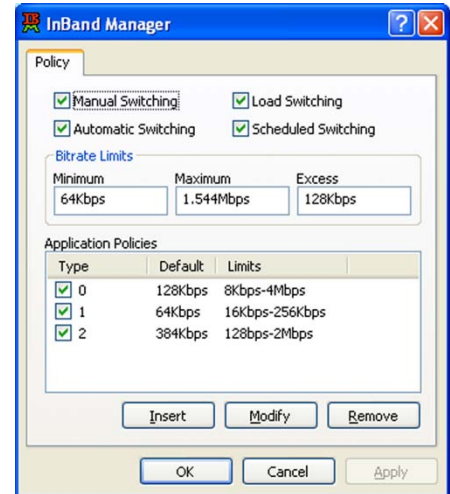 InBand Manager
Policy
Manual Switching Load Switching
Automatic Switching Scheduled Switching
Bitrate Limits
Minimum Maximum Excess
64Kbps 1.544Mbps 128Kbps
Application Policies
Type Default Limits
0 128Kbps 8Kbps-4Mbps
1 64Kbps 16Kbps-256Kbps
2 384Kbps 128bps-2Mbps
Insert Modify Remove
OK Cancel Apply